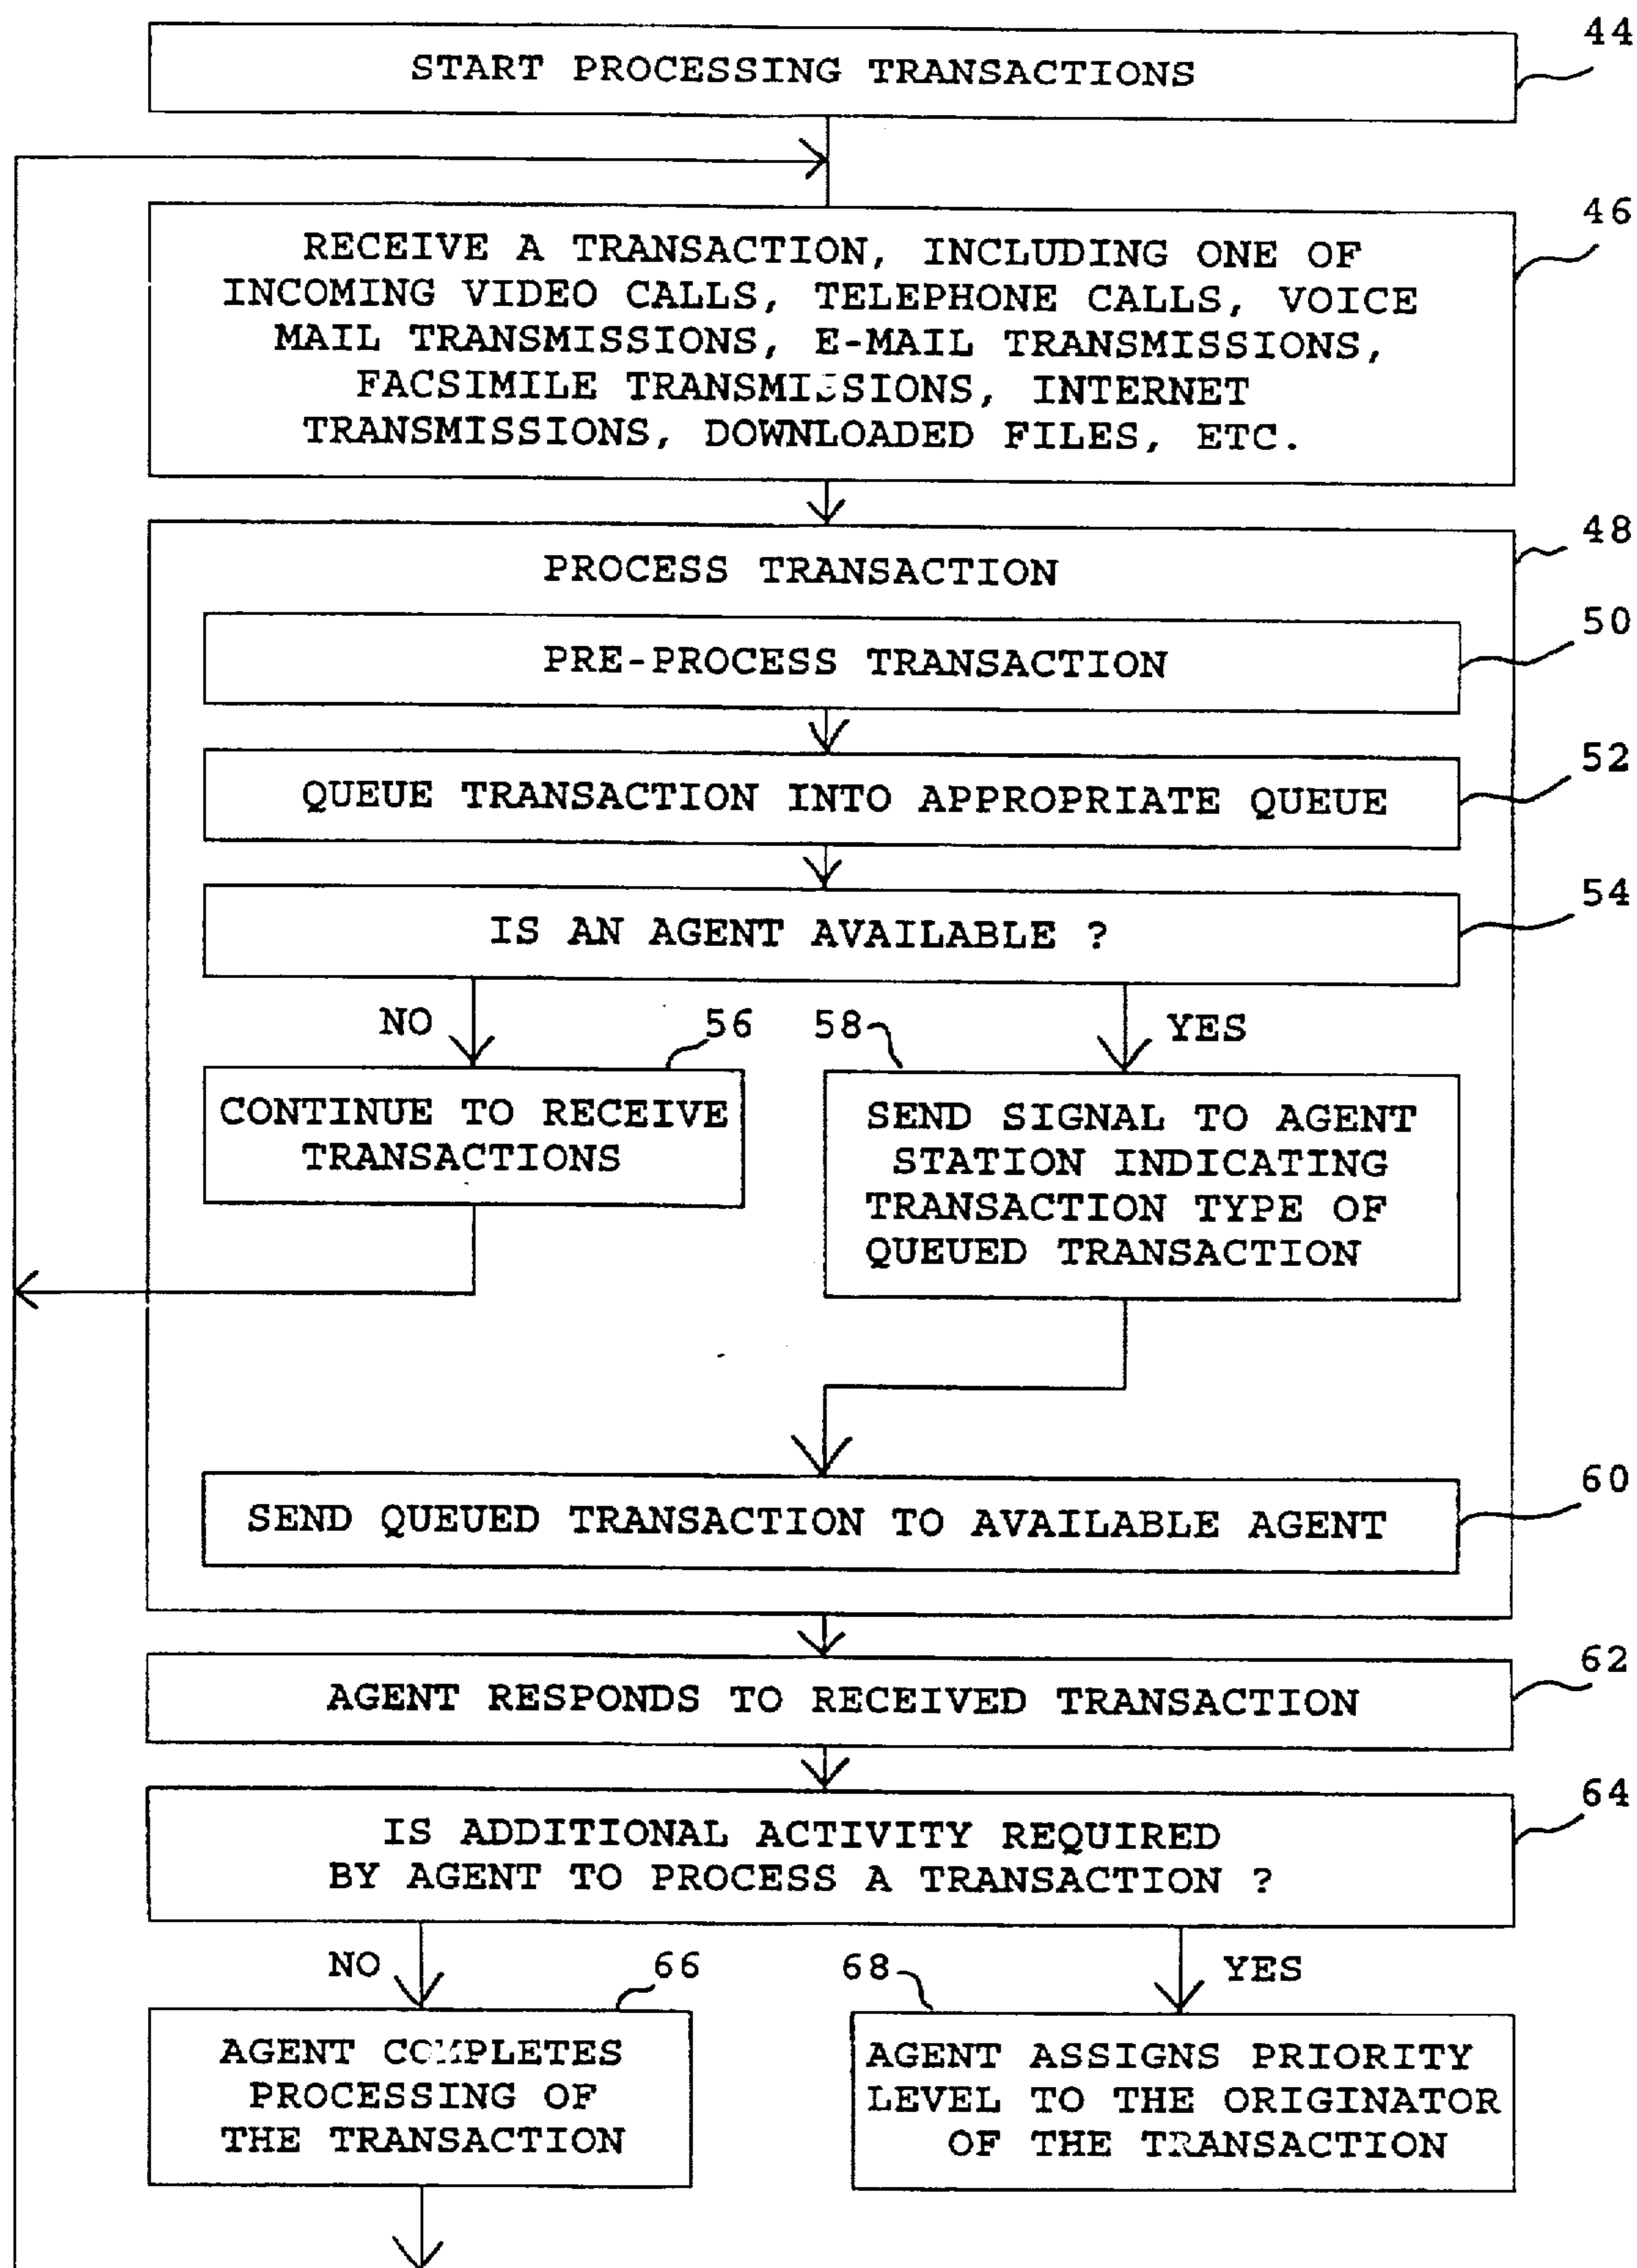 44
START PROCESSING TRANSACTIONS
46
RECEIVE A TRANSACTION, INCLUDING ONE OF
INCOMING VIDEO CALLS, TELEPHONE CALLS, VOICE
MAIL TRANSMISSIONS, E-MAIL TRANSMISSIONS,
FACSIMILE TRANSMISSIONS, INTERNET
TRANSMISSIONS, DOWNLOADED FILES, ETC.
48
PROCESS TRANSACTION
50
PRE-PROCESS TRANSACTION
52
QUEUE TRANSACTION INTO APPROPRIATE QUEUE
54
IS AN AGENT AVAILABLE ?
NO
56
58
YES
CONTINUE TO RECEIVE
TRANSACTIONS
SEND SIGNAL TO AGENT
STATION INDICATING
TRANSACTION TYPE OF
QUEUED TRANSACTION
60
SEND QUEUED TRANSACTION TO AVAILABLE AGENT
62
AGENT RESPONDS TO RECEIVED TRANSACTION
64
IS ADDITIONAL ACTIVITY REQUIRED
BY AGENT TO PROCESS A TRANSACTION ?
NO
66
68
YES
AGENT COMPLETES
PROCESSING OF
THE TRANSACTION
AGENT ASSIGNS PRIORITY
LEVEL TO THE ORIGINATOR
OF THE TRANSACTION